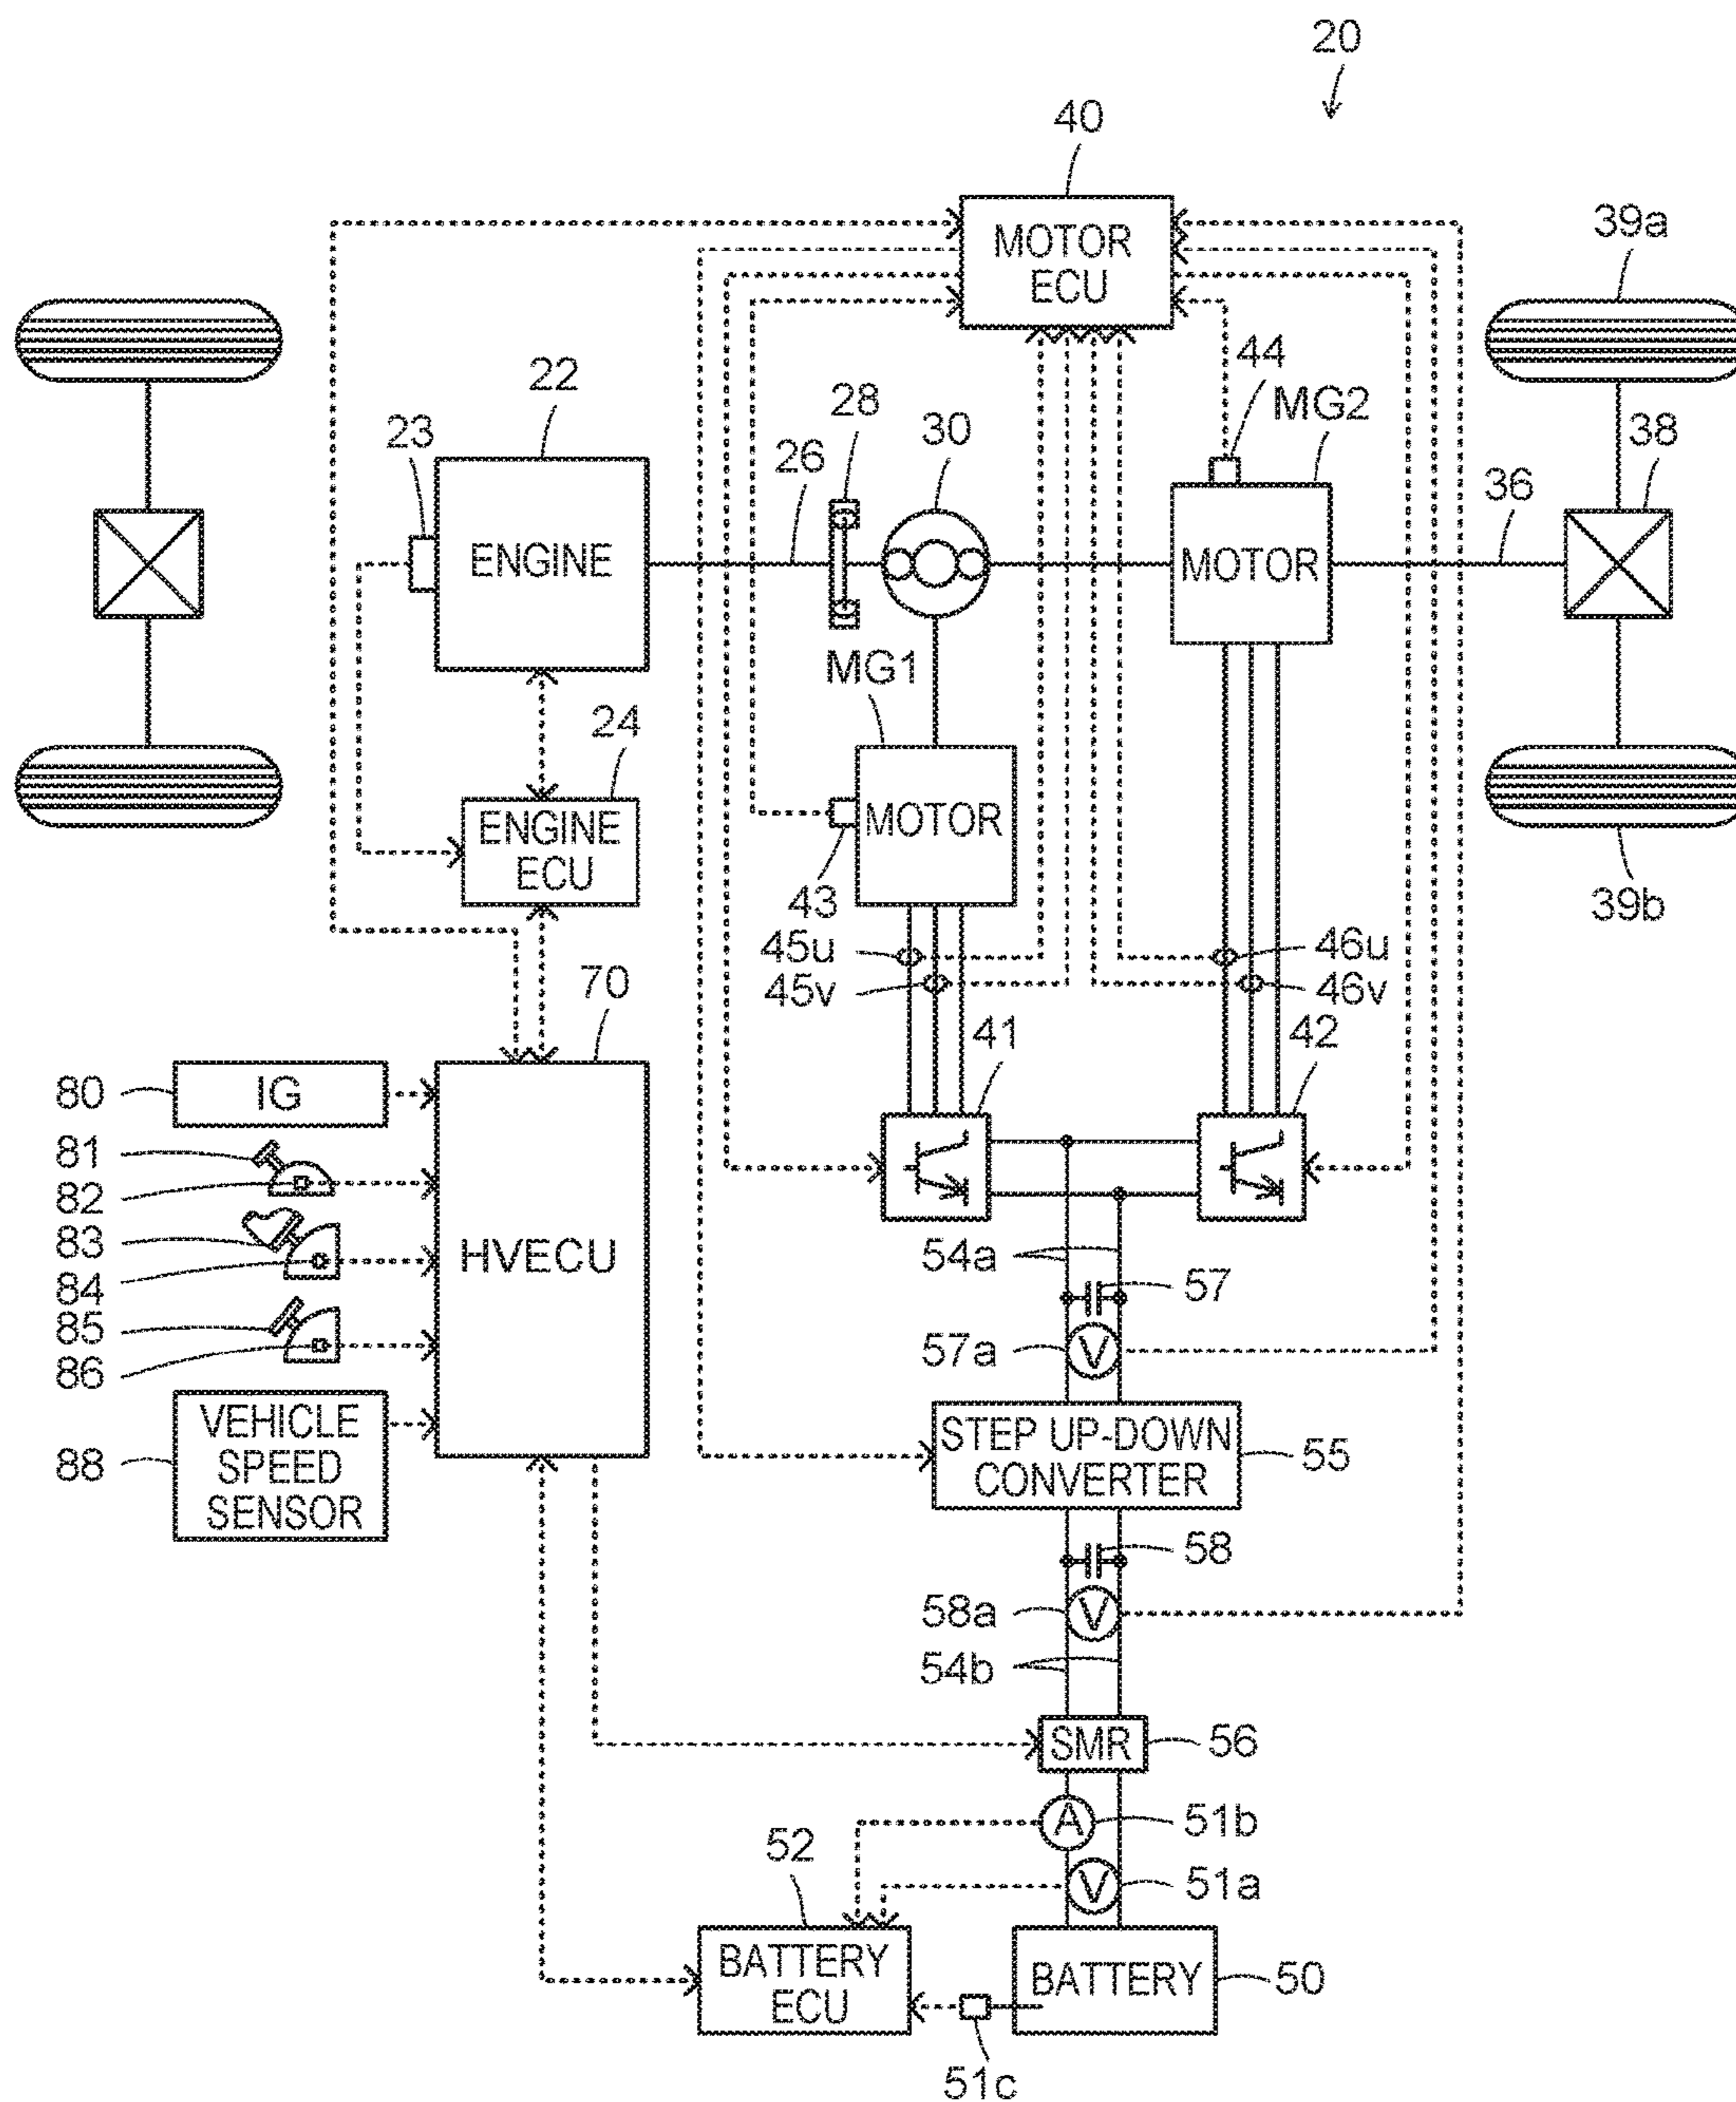 20
40
MOTOR
ECU
39a
22
28
44
MG2
23
30
38
26
36
ENGINE
MOTOR
MG1
24
ENGINE
ECU
MOTOR
43
39b
45u
46u
45v
46v
70
41
42
80
IG
81
82
83
84
85
86
HVECU
54a
57
57a
V
88
VEHICLE
SPEED
SENSOR
STEP UP-DOWN
CONVERTER
55
58
58a
V
54b
SMR
56
A
51b
52
V
51a
BATTERY
ECU
BATTERY
50
51c